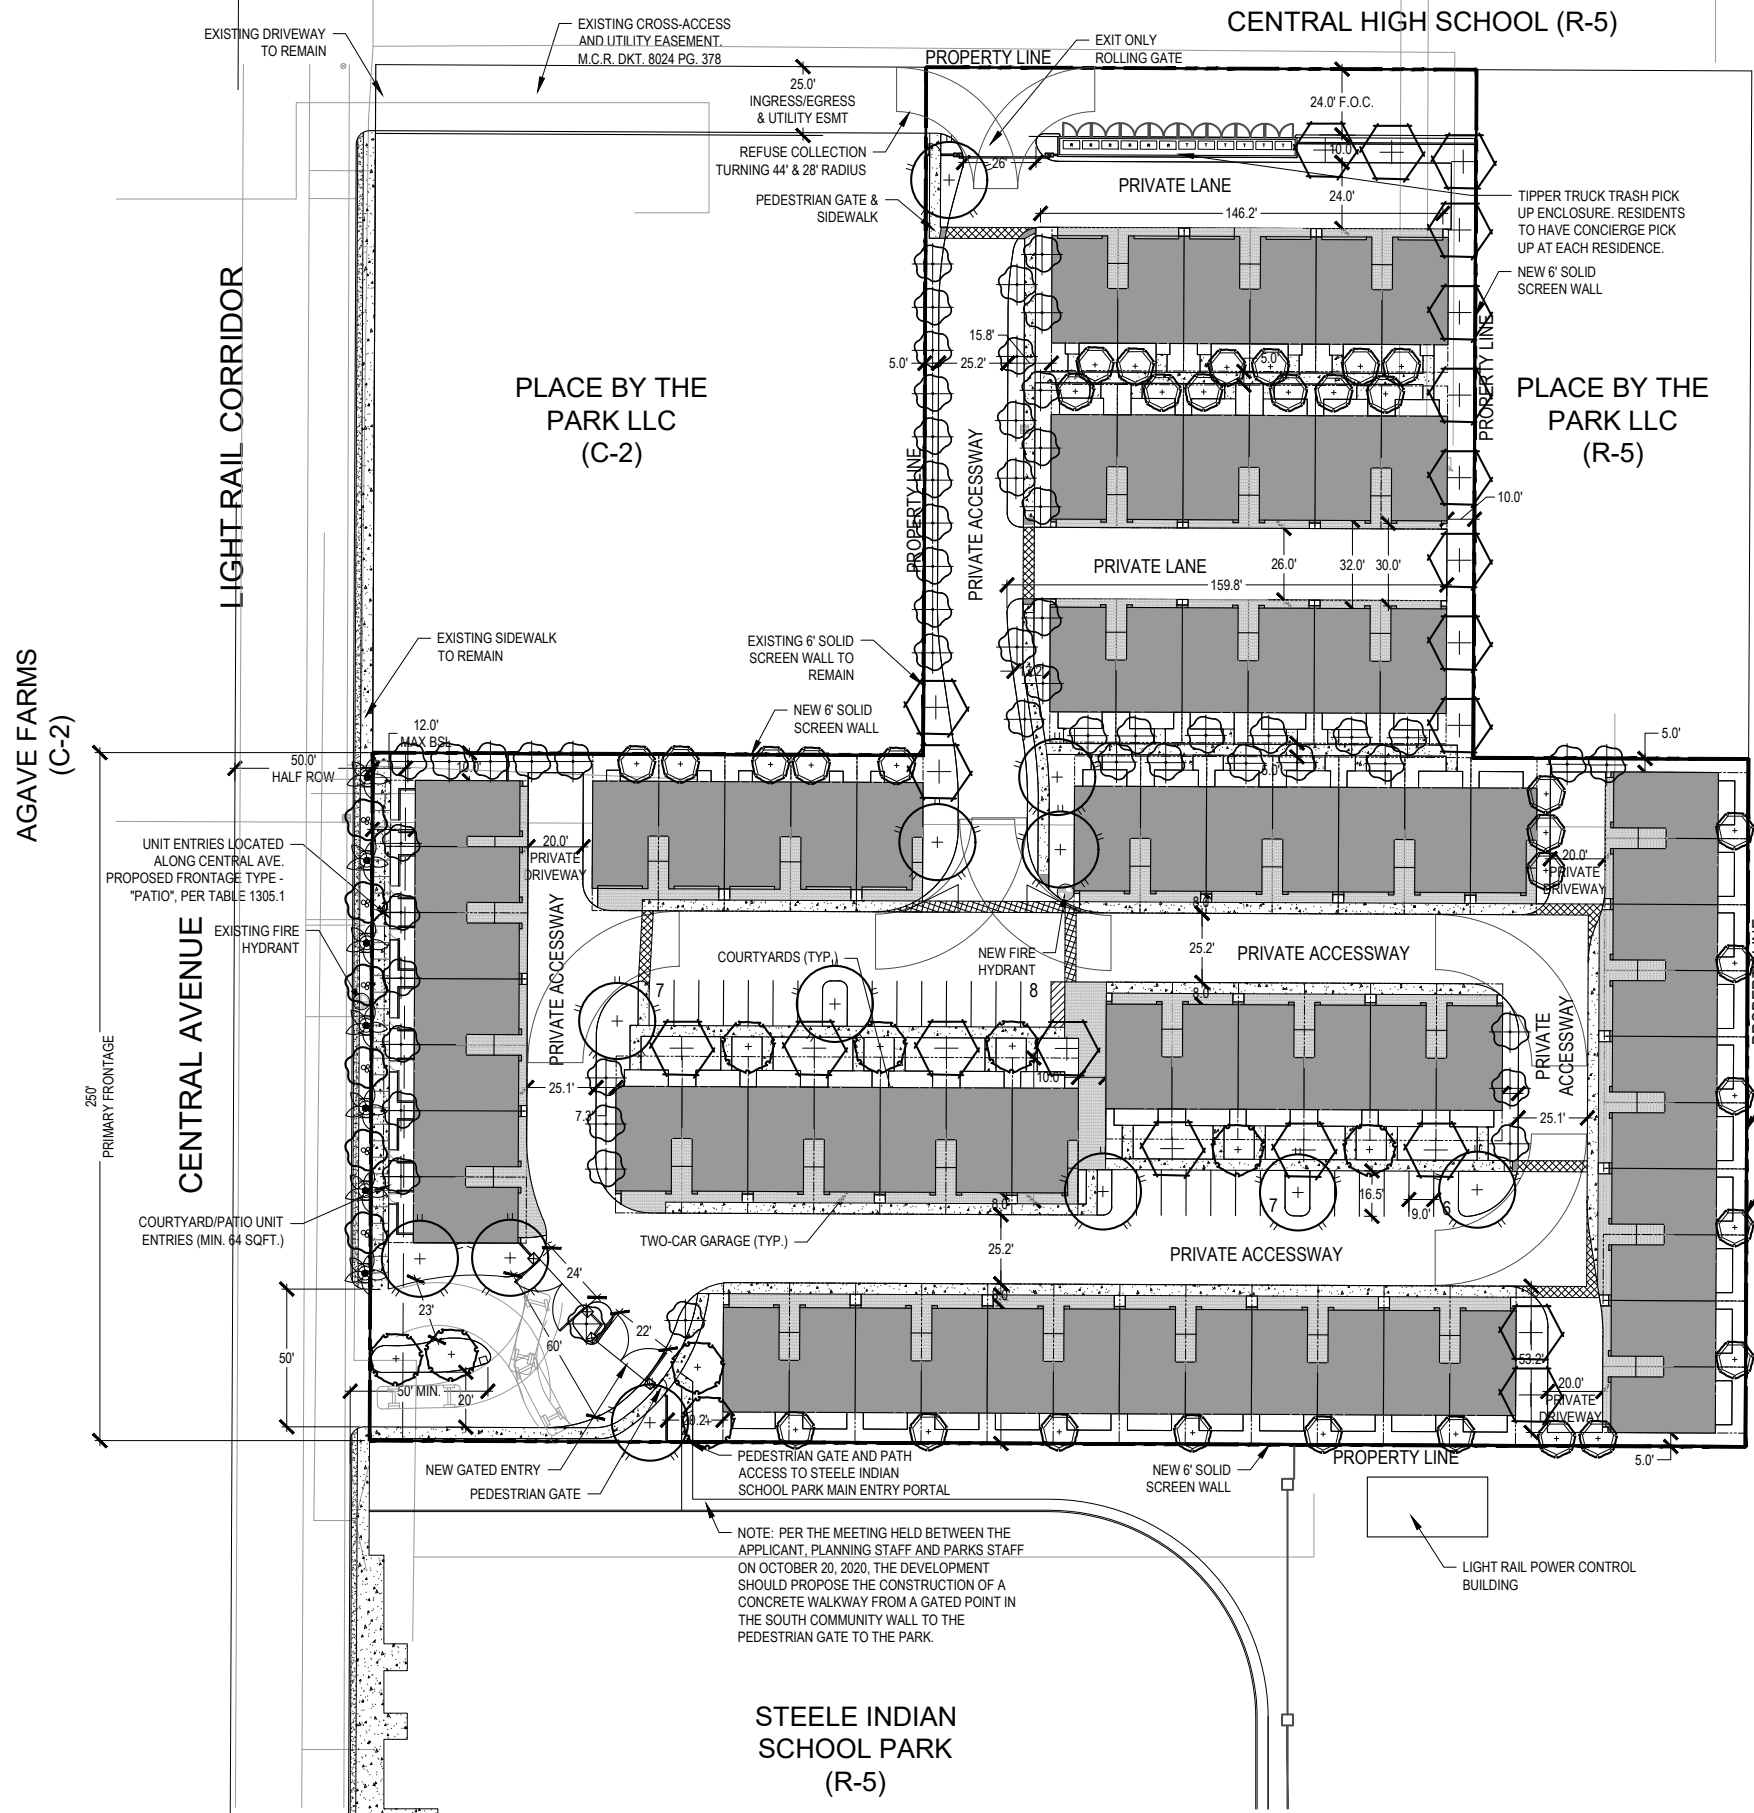 CENTRAL HIGH SCHOOL (R-5)
EXISTING DRIVEWAY
TO REMAIN
EXISTING CROSS-ACCESS
AND UTILITY EASEMENT.
M.C.R. DKT. 8024 PG. 378
PROPERTY LINE
EXIT ONLY
ROLLING GATE
25.0'
INGRESS/EGRESS
& UTILITY ESMT
24.0' F.O.C.
REFUSE COLLECTION
TURNING 44' & 28' RADIUS
26'
R R R R R R T T T T T T
10.0'
PRIVATE LANE
24.0'
PEDESTRIAN GATE &
SIDEWALK
146.2'
TIPPER TRUCK TRASH PICK
UP ENCLOSURE. RESIDENTS
TO HAVE CONCIERGE PICK
UP AT EACH RESIDENCE.
NEW 6' SOLID
SCREEN WALL
LIGHT RAIL CORRIDOR
PLACE BY THE
PARK LLC
(C-2)
15.8'
5.0'
25.2'
5.0'
PROPERTY LINE
PROPERTY LINE
PLACE BY THE
PARK LLC
(R-5)
PROPERTY LINE
PRIVATE ACCESSWAY
10.0'
PRIVATE LANE
26.0'
32.0'
30.0'
159.8'
AGAVE FARMS
(C-2)
EXISTING SIDEWALK
TO REMAIN
EXISTING 6' SOLID
SCREEN WALL TO
REMAIN
NEW 6' SOLID
SCREEN WALL
12.0'
MAX BSL
10.0'
50.0'
HALF ROW
5.0'
5.0'
UNIT ENTRIES LOCATED
ALONG CENTRAL AVE.
PROPOSED FRONTAGE TYPE -
"PATIO", PER TABLE 1305.1
20.0'
PRIVATE
DRIVEWAY
20.0'
PRIVATE
DRIVEWAY
EXISTING FIRE
HYDRANT
CENTRAL AVENUE
PRIVATE ACCESSWAY
COURTYARDS (TYP.)
NEW FIRE
HYDRANT
8.0'
25.2'
PRIVATE ACCESSWAY
8.0'
7
8
PRIVATE
ACCESSWAY
250'
PRIMARY FRONTAGE
25.1'
7.3'
10.0'
25.1'
COURTYARD/PATIO UNIT
ENTRIES (MIN. 64 SQFT.)
TWO-CAR GARAGE (TYP.)
8.0'
25.2'
7
16.5'
9.0'
6
PRIVATE ACCESSWAY
24'
23'
22'
60'
50'
50' MIN.
20'
53.2'
20.0'
PRIVATE
DRIVEWAY
NEW GATED ENTRY
PEDESTRIAN GATE
PEDESTRIAN GATE AND PATH
ACCESS TO STEELE INDIAN
SCHOOL PARK MAIN ENTRY PORTAL
NEW 6' SOLID
SCREEN WALL
PROPERTY LINE
5.0'
NOTE: PER THE MEETING HELD BETWEEN THE
APPLICANT, PLANNING STAFF AND PARKS STAFF
ON OCTOBER 20, 2020, THE DEVELOPMENT
SHOULD PROPOSE THE CONSTRUCTION OF A
CONCRETE WALKWAY FROM A GATED POINT IN
THE SOUTH COMMUNITY WALL TO THE
PEDESTRIAN GATE TO THE PARK.
LIGHT RAIL POWER CONTROL
BUILDING
STEELE INDIAN
SCHOOL PARK
(R-5)